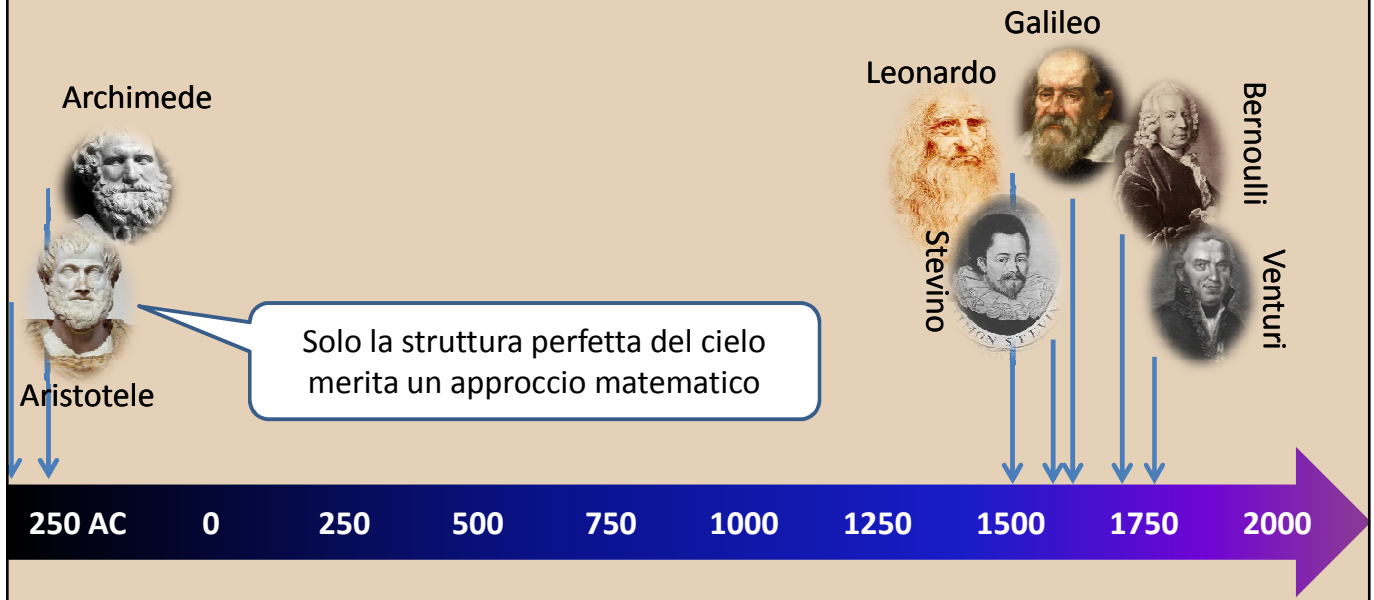 Galileo
Leonardo
Archimede
Bernoulli
Stevino
Venturi
Solo la struttura perfetta del cielo
merita un approccio matematico
Aristotele
250 AC 0 250 500 750 1000 1250 1500 1750 2000